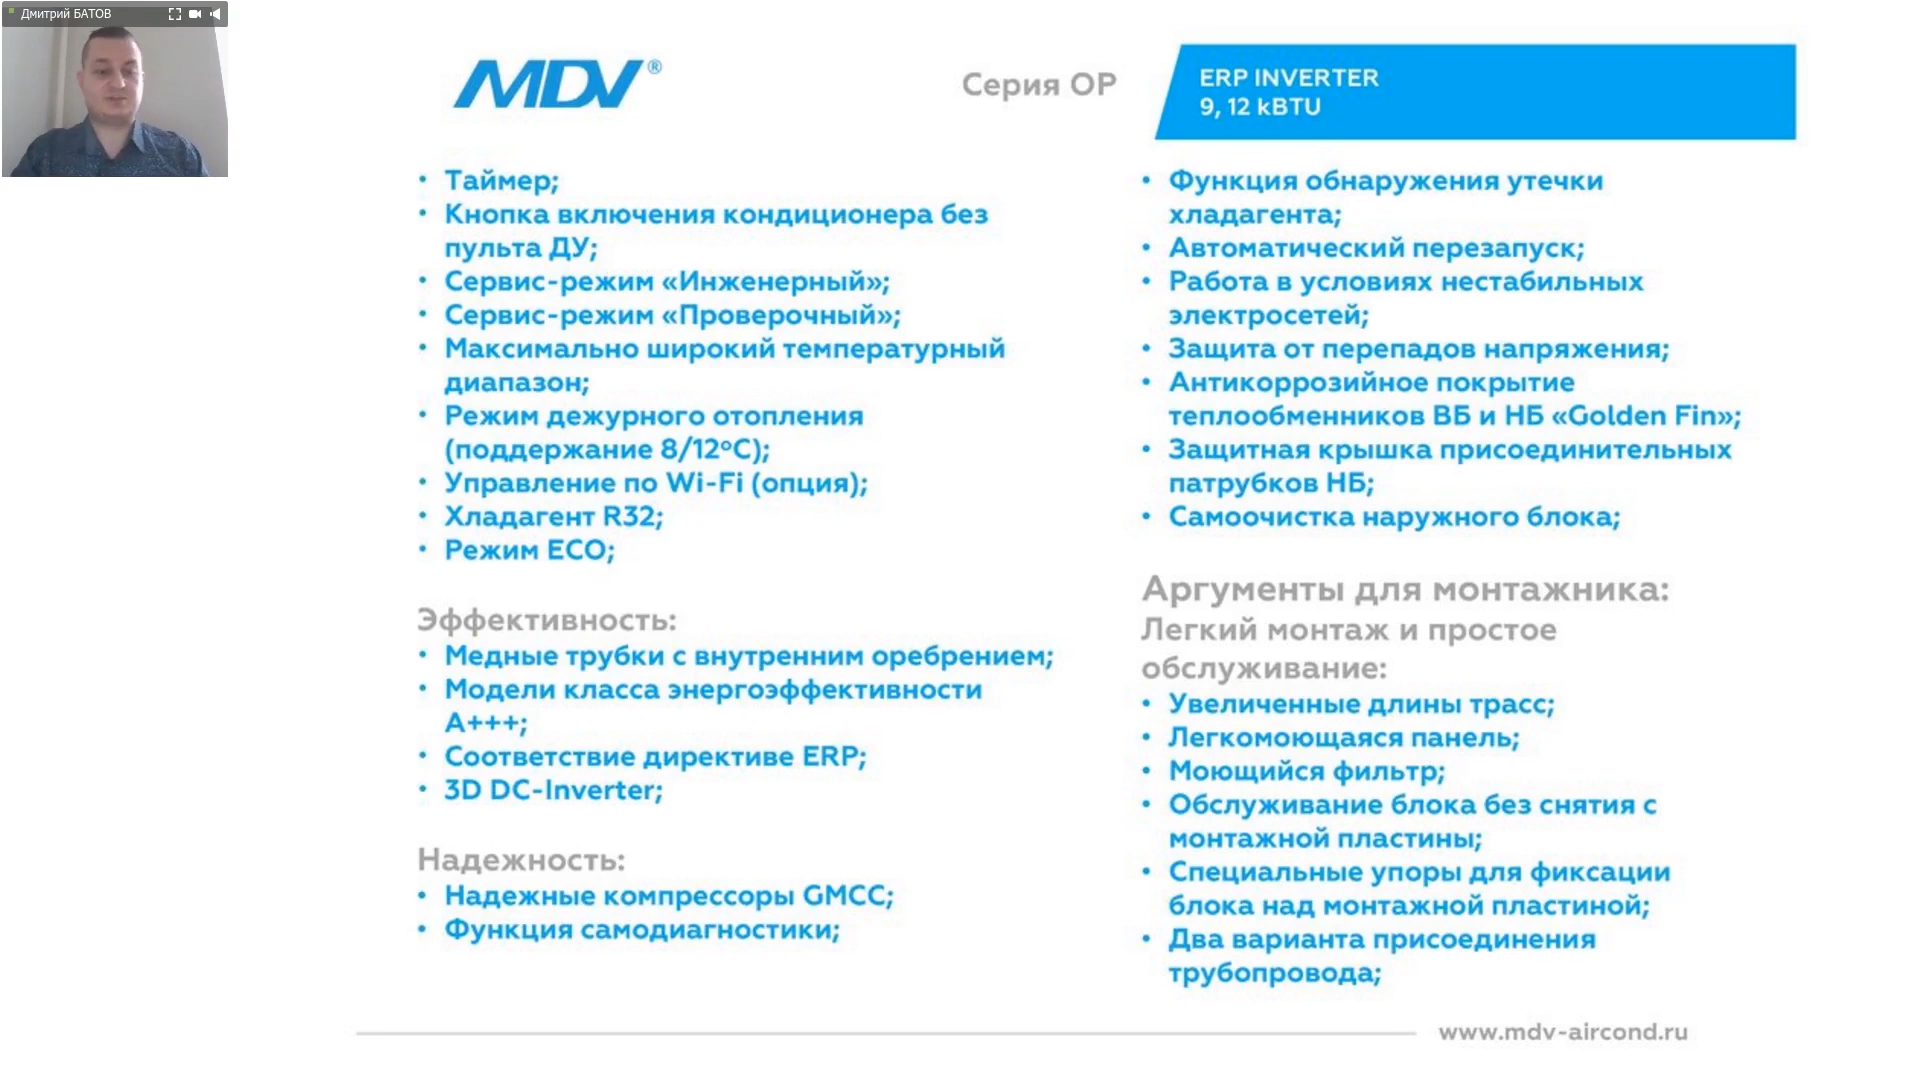 Дмитрий БАТОВ
MDV®
Серия OP
ERP INVERTER
9, 12 kBTU
• Таймер;
• Кнопка включения кондиционера без
пульта ДУ;
• Сервис-режим «Инженерный»;
• Сервис-режим «Проверочный»;
• Максимально широкий температурный
диапазон;
• Режим дежурного отопления
(поддержание 8/12°C);
• Управление по Wi-Fi (опция);
• Хладагент R32;
• Режим ECO;
Эффективность:
• Медные трубки с внутренним оребрением;
• Модели класса энергоэффективности
A+++;
• Соответствие директиве ERP;
• 3D DC-Inverter;
Надежность:
• Надежные компрессоры GMCC;
• Функция самодиагностики;
• Функция обнаружения утечки
хладагента;
• Автоматический перезапуск;
• Работа в условиях нестабильных
электросетей;
• Защита от перепадов напряжения;
• Антикоррозийное покрытие
теплообменников ВБ и НБ «Golden Fin»;
• Защитная крышка присоединительных
патрубков НБ;
• Самоочистка наружного блока;
Аргументы для монтажника:
Легкий монтаж и простое
обслуживание:
• Увеличенные длины трасс;
• Легкомоющаяся панель;
• Моющийся фильтр;
• Обслуживание блока без снятия с
монтажной пластины;
• Специальные упоры для фиксации
блока над монтажной пластиной;
• Два варианта присоединения
трубопровода;
www.mdv-aircond.ru